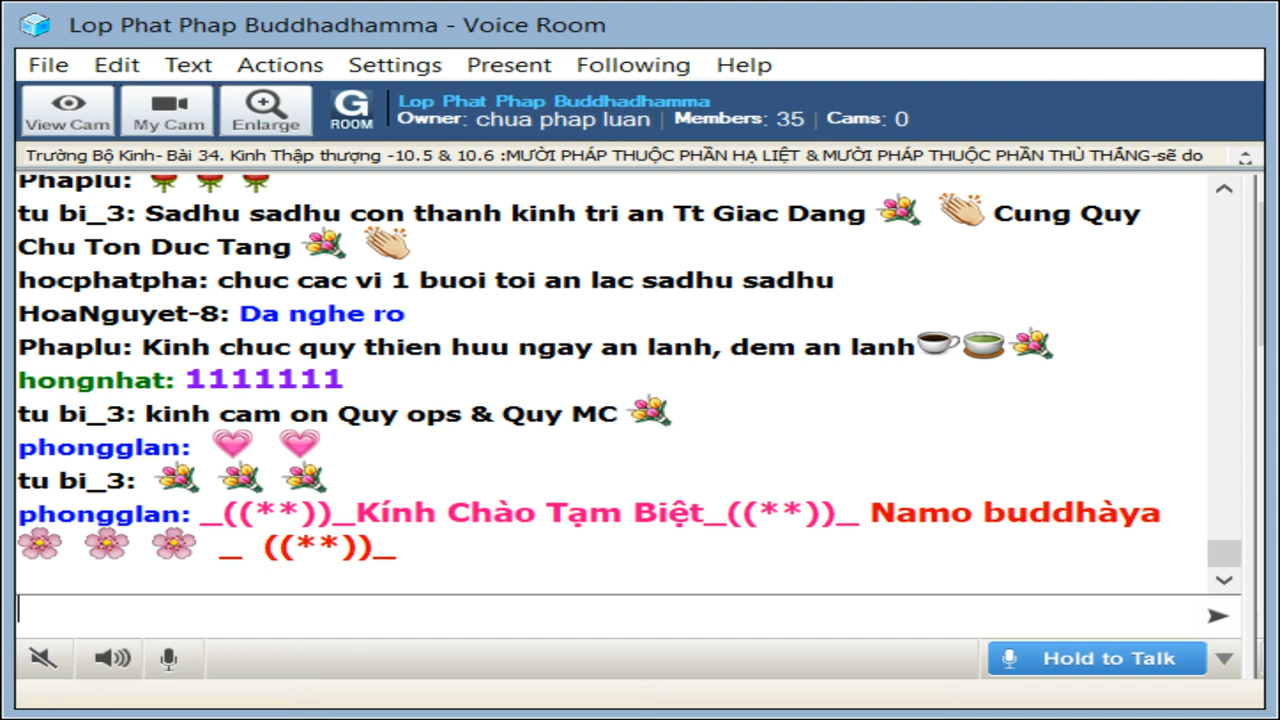 Lop Phat Phap Buddhadhamma - Voice Room
File Edit Text Actions Settings Present Following Help
View Cam My Cam Enlarge G ROOM
Lop Phat Phap Buddhadhamma
Owner: chua phap luan | Members: 35 | Cams: 0
Trường Bộ Kinh- Bài 34. Kinh Thập thượng -10.5 & 10.6 :MƯỜI PHÁP THUỘC PHẦN HẠ LIỆT & MƯỜI PHÁP THUỘC PHẦN THÙ THẮNG-sẽ do
Phaplu:
tu bi_3: Sadhu sadhu con thanh kinh tri an Tt Giac Dang Cung Quy
Chu Ton Duc Tang
hocphatpha: chuc cac vi 1 buoi toi an lac sadhu sadhu
HoaNguyet-8: Da nghe ro
Phaplu: Kinh chuc quy thien huu ngay an lanh, dem an lanh
hongnhat: 1111111
tu bi_3: kinh cam on Quy ops & Quy MC
phongglan:
tu bi_3:
phongglan: _((**))_Kính Chào Tạm Biệt_((**))_ Namo buddhàya
_ ((**))_
Hold to Talk